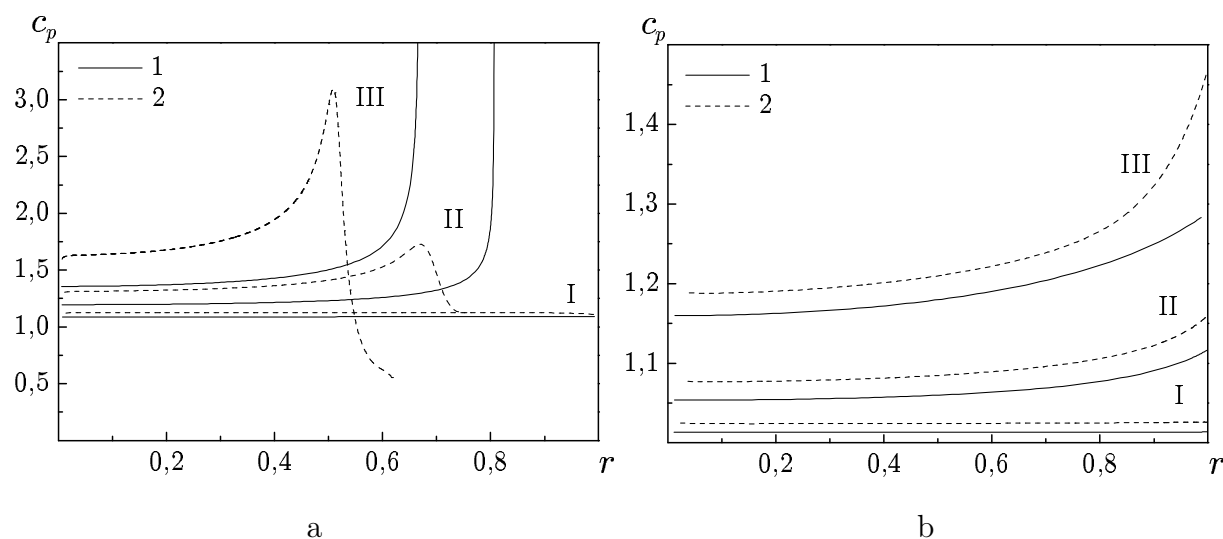 c_p
1
2
3,0
2,5
2,0
1,5
1,0
0,5
III
II
I
0,2 0,4 0,6 0,8 r
a
c_p
1
2
1,4
1,3
1,2
1,1
III
II
I
0,2 0,4 0,6 0,8 r
b